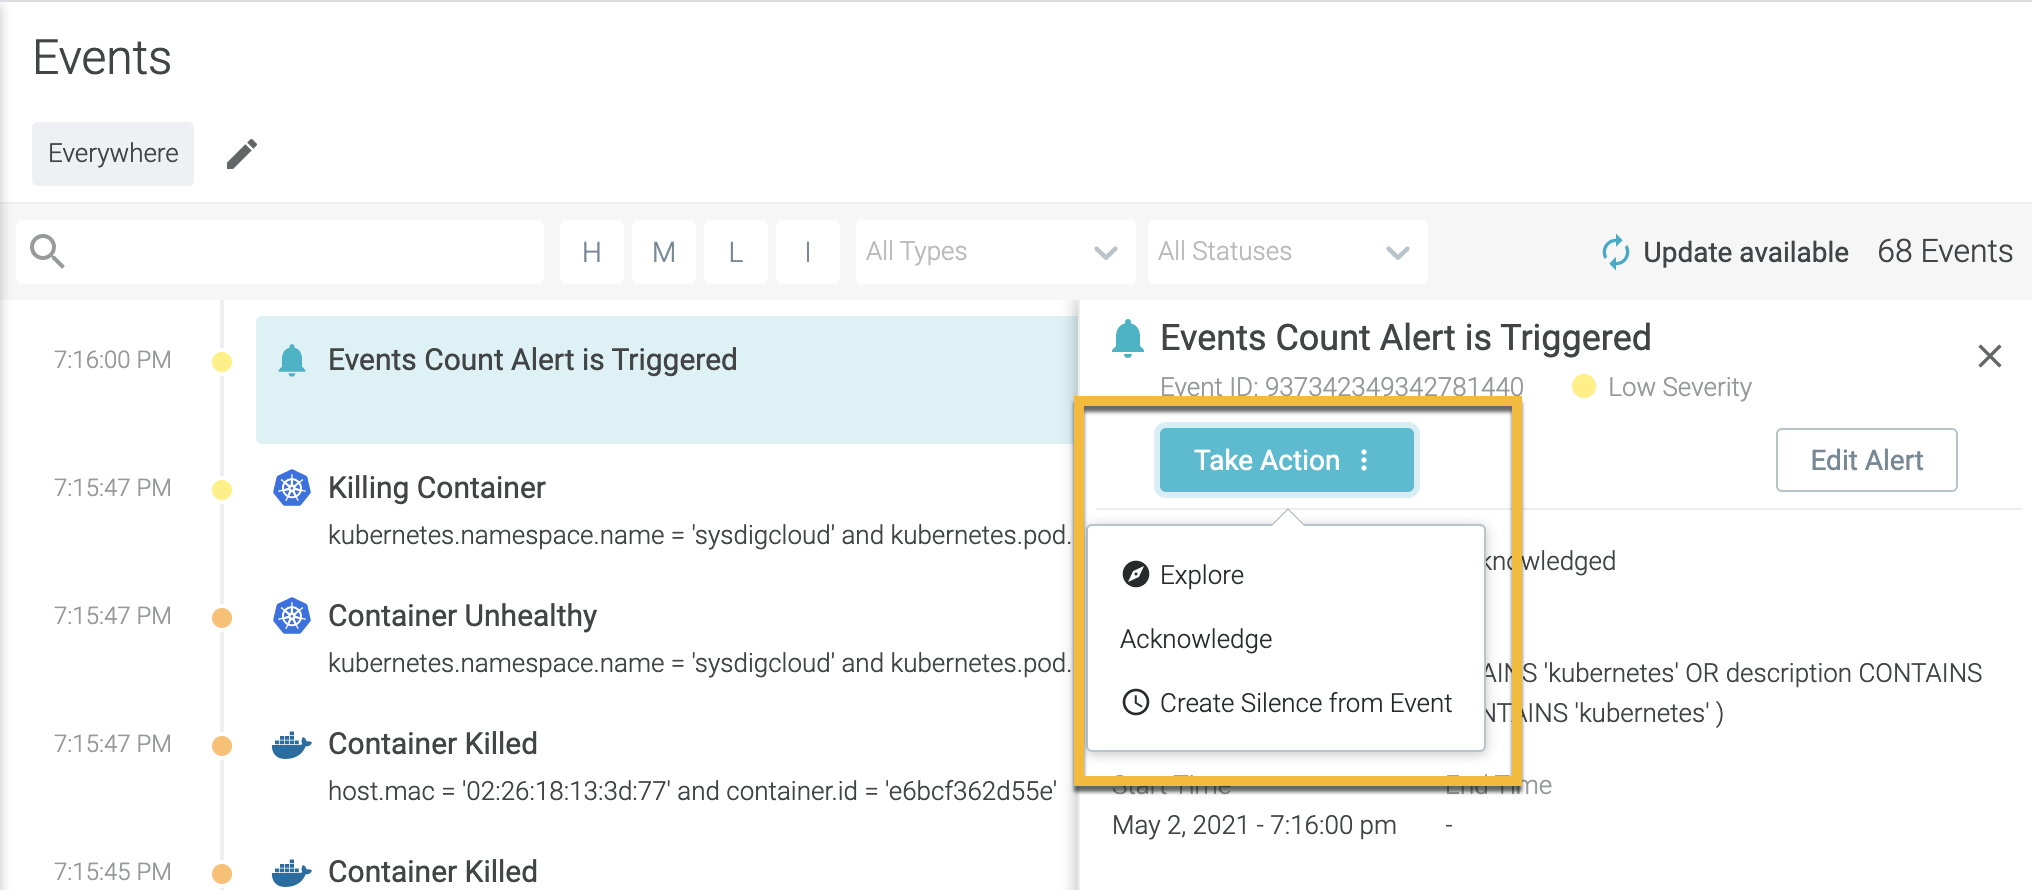 Events
Everywhere
H M L I All Types All Statuses Update available 68 Events
7:16:00 PM Events Count Alert is Triggered
7:15:47 PM Killing Container
kubernetes.namespace.name = 'sysdigcloud' and kubernetes.pod.
7:15:47 PM Container Unhealthy
kubernetes.namespace.name = 'sysdigcloud' and kubernetes.pod.
7:15:47 PM Container Killed
host.mac = '02:26:18:13:3d:77' and container.id = 'e6bcf362d55e'
7:15:45 PM Container Killed
Events Count Alert is Triggered
Event ID: 937342349342781440 Low Severity
Take Action Edit Alert
Explore
Acknowledge
Create Silence from Event
knowledged
AINS 'kubernetes' OR description CONTAINS
NTAINS 'kubernetes' )
Start Time End Time
May 2, 2021 - 7:16:00 pm -